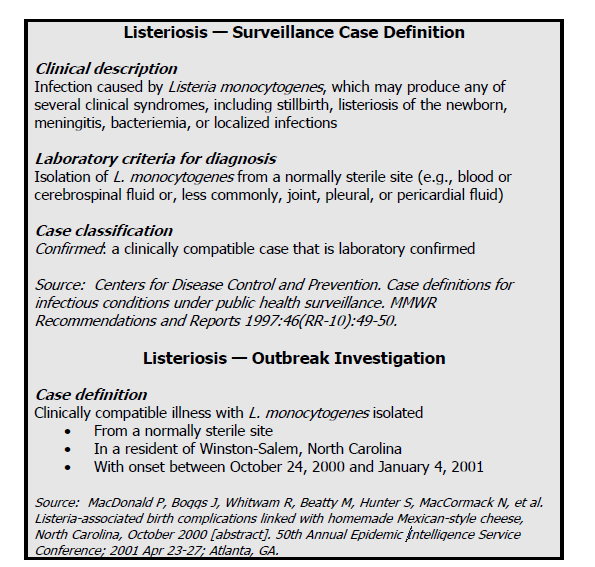 Listeriosis — Surveillance Case Definition
Clinical description
Infection caused by Listeria monocytogenes, which may produce any of
several clinical syndromes, including stillbirth, listeriosis of the newborn,
meningitis, bacteriemia, or localized infections
Laboratory criteria for diagnosis
Isolation of L. monocytogenes from a normally sterile site (e.g., blood or
cerebrospinal fluid or, less commonly, joint, pleural, or pericardial fluid)
Case classification
Confirmed: a clinically compatible case that is laboratory confirmed
Source: Centers for Disease Control and Prevention. Case definitions for
infectious conditions under public health surveillance. MMWR
Recommendations and Reports 1997:46(RR-10):49-50.
Listeriosis — Outbreak Investigation
Case definition
Clinically compatible illness with L. monocytogenes isolated
• From a normally sterile site
• In a resident of Winston-Salem, North Carolina
• With onset between October 24, 2000 and January 4, 2001
Source: MacDonald P, Boggs J, Whitwam R, Beatty M, Hunter S, MacCormack N, et al.
Listeria-associated birth complications linked with homemade Mexican-style cheese,
North Carolina, October 2000 [abstract]. 50th Annual Epidemic Intelligence Service
Conference; 2001 Apr 23-27; Atlanta, GA.